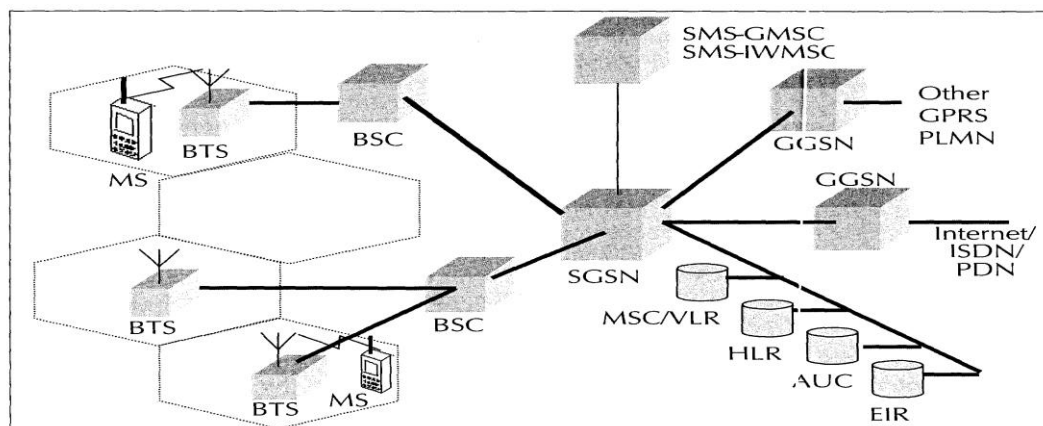 SMS-GMSC
SMS-IWMSC
Other
GPRS
PLMN
GGSN
BTS
BSC
MS
GGSN
Internet/
ISDN/
PDN
SGSN
MSC/VLR
BTS
BSC
HLR
AUC
EIR
BTS
MS